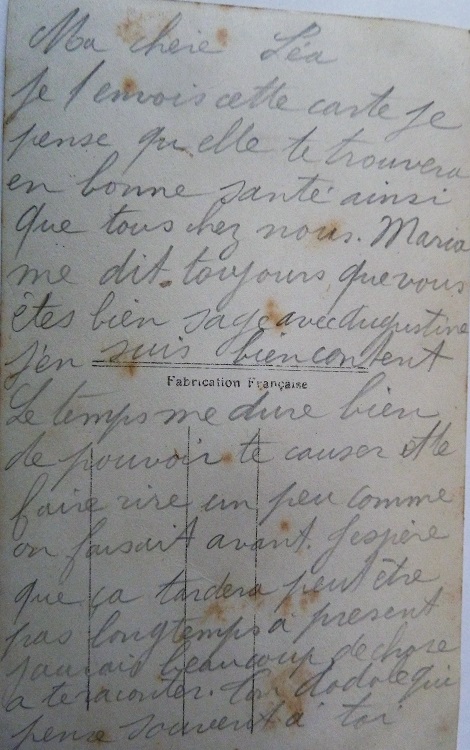 Ma cheie Léa
je t'envois cette carte je
pense qu'elle te trouvera
en bonne santé ainsi
que tous chez nous. Maria
me dit toujours que vous
êtes bien sage avec Augustine
j'en suis bien content
Fabrication Française
Le temps me dure bien
de pouvoir te causer et te
faire rire un peu comme
on faisait avant. J'espère
que ça tardera peut être
pas longtemps à présent
jaurais beaucoup de chose
a te raconter. Ton dodole qui
pense souvent à toi